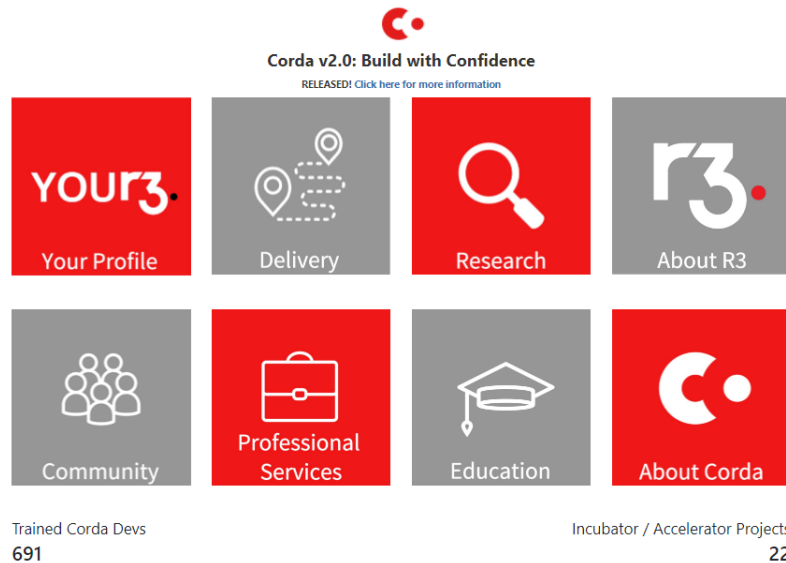 Corda v2.0: Build with Confidence
RELEASED! Click here for more information
YOUr3.
Your Profile
Delivery
Research
r3.
About R3
Community
Professional
Services
Education
About Corda
Trained Corda Devs
691
Incubator / Accelerator Projects
22